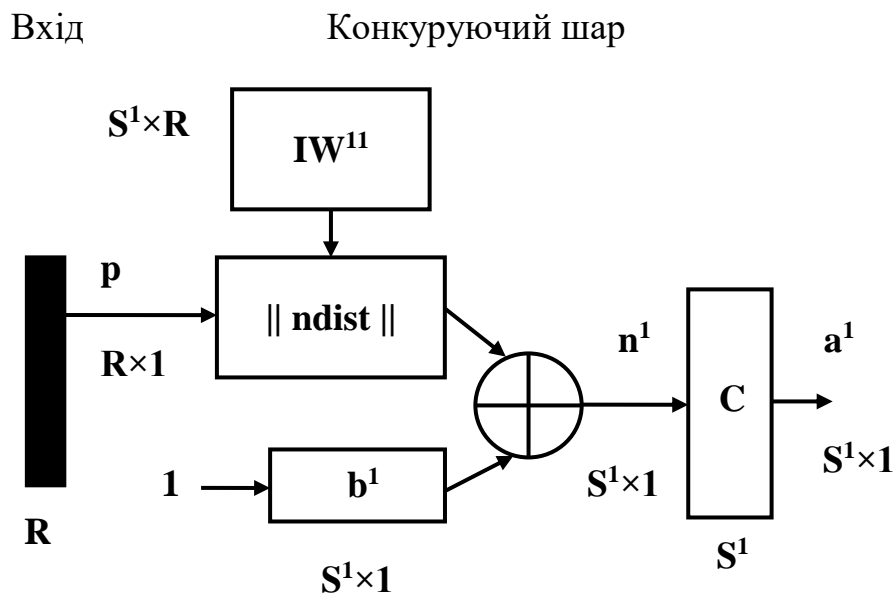 Вхід
Конкуруючий шар
S¹×R
IW¹¹
p
|| ndist ||
R×1
n¹
a¹
C
1
b¹
S¹×1
S¹×1
R
S¹
S¹×1